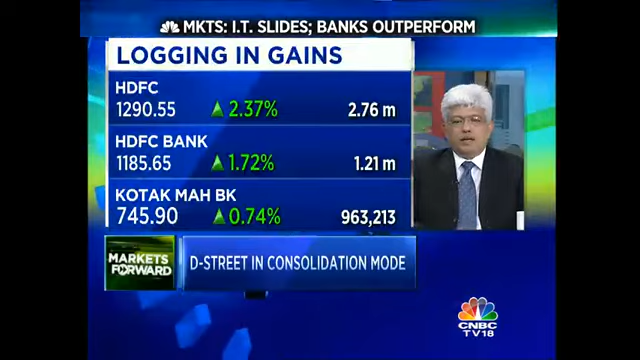 MKTS: I.T. SLIDES; BANKS OUTPERFORM
LOGGING IN GAINS
HDFC
1290.55 2.37% 2.76 m
HDFC BANK
1185.65 1.72% 1.21 m
KOTAK MAH BK
745.90 0.74% 963,213
MARKETS
FORWARD
D-STREET IN CONSOLIDATION MODE
CNBC
TV18